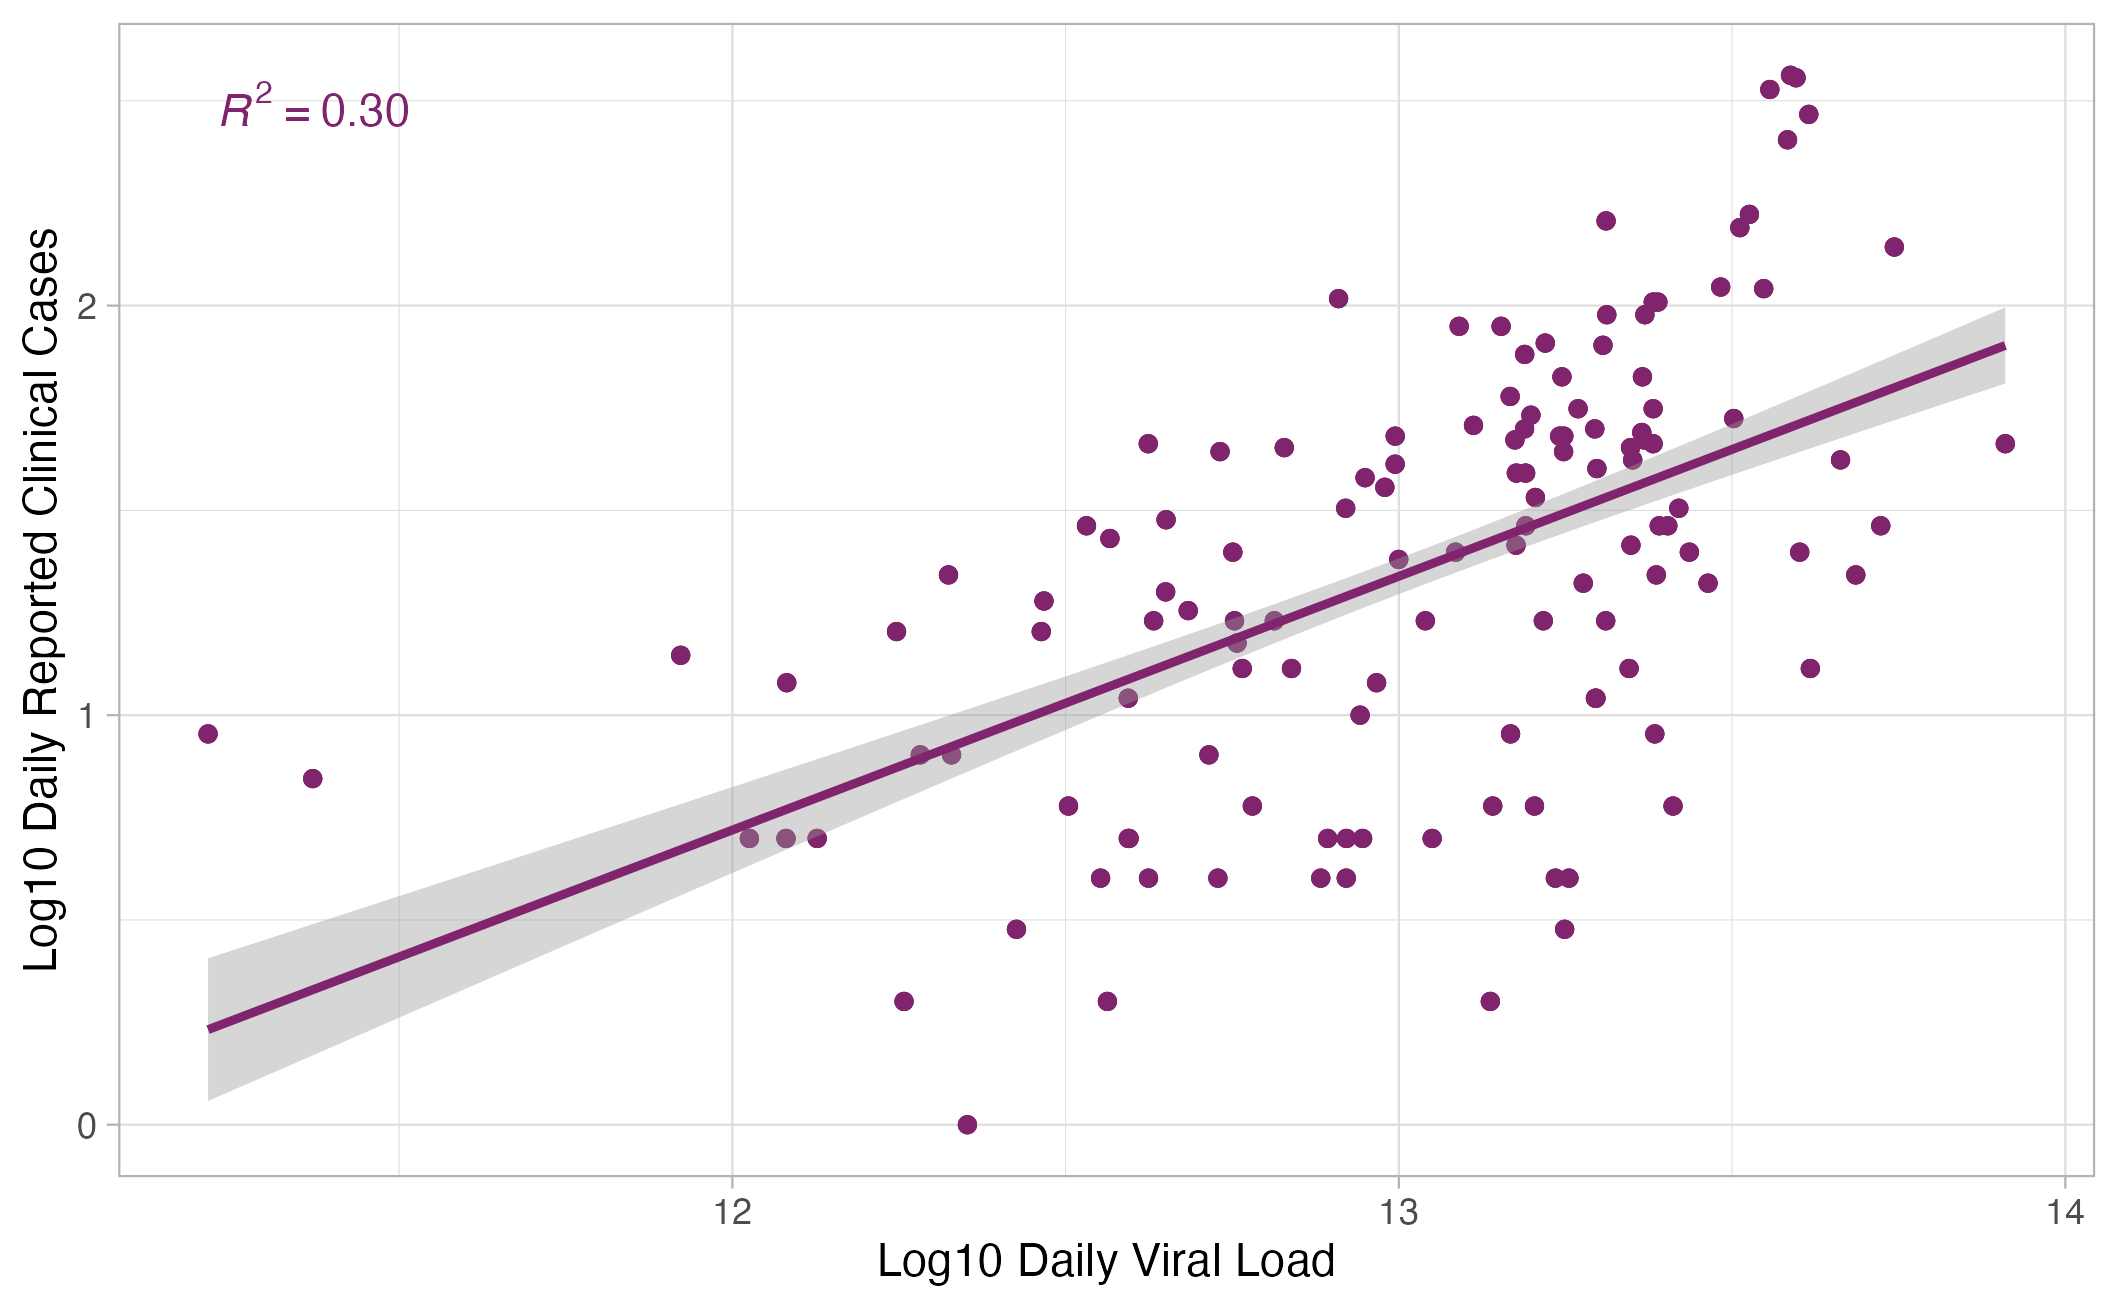 R² = 0.30
Log10 Daily Reported Clinical Cases
2
1
0
12 13 14
Log10 Daily Viral Load